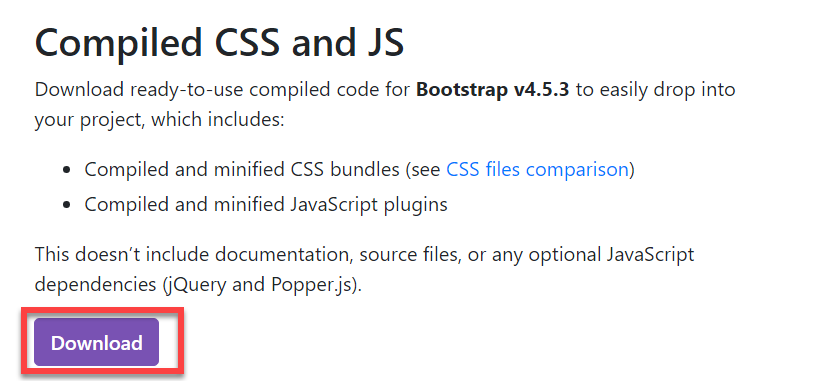 Compiled CSS and JS
Download ready-to-use compiled code for Bootstrap v4.5.3 to easily drop into
your project, which includes:
• Compiled and minified CSS bundles (see CSS files comparison)
• Compiled and minified JavaScript plugins
This doesn’t include documentation, source files, or any optional JavaScript
dependencies (jQuery and Popper.js).
Download